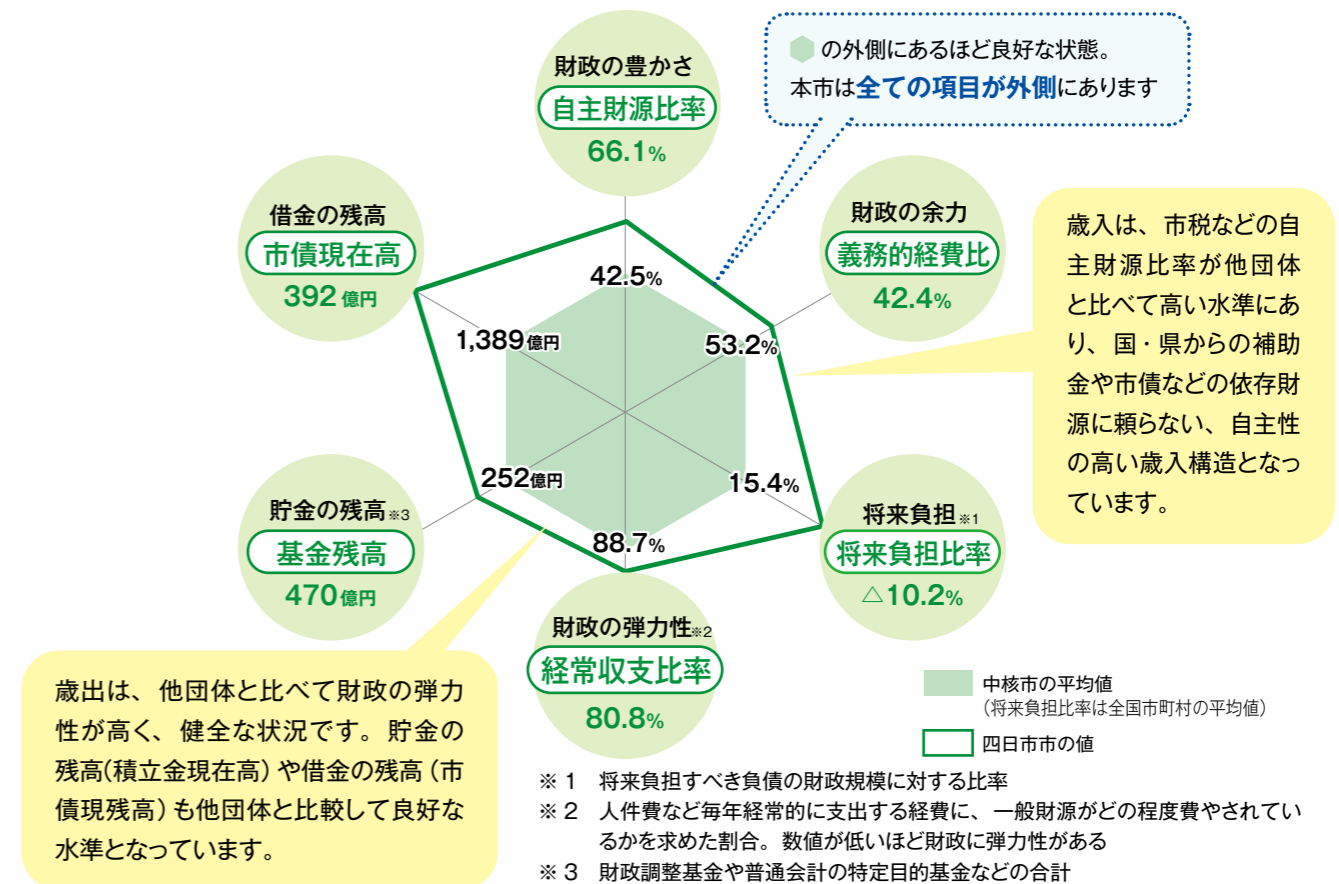 の外側にあるほど良好な状態。
本市は全ての項目が外側にあります
財政の豊かさ
自主財源比率
66.1%
42.5%
財政の余力
義務的経費比
42.4%
53.2%
将来負担※1
将来負担比率
△10.2%
15.4%
財政の弾力性※2
経常収支比率
80.8%
88.7%
貯金の残高※3
基金残高
470億円
252億円
借金の残高
市債現在高
392億円
1,389億円
歳入は、市税などの自
主財源比率が他団体
と比べて高い水準にあ
り、国・県からの補助
金や市債などの依存財
源に頼らない、自主性
の高い歳入構造となっ
ています。
歳出は、他団体と比べて財政の弾力
性が高く、健全な状況です。貯金の
残高(積立金現在高)や借金の残高(市
債現残高)も他団体と比較して良好な
水準となっています。
中核市の平均値
(将来負担比率は全国市町村の平均値)
四日市市の値
※1 将来負担すべき負債の財政規模に対する比率
※2 人件費など毎年経常的に支出する経費に、一般財源がどの程度費やされてい
るかを求めた割合。数値が低いほど財政に弾力性がある
※3 財政調整基金や普通会計の特定目的基金などの合計